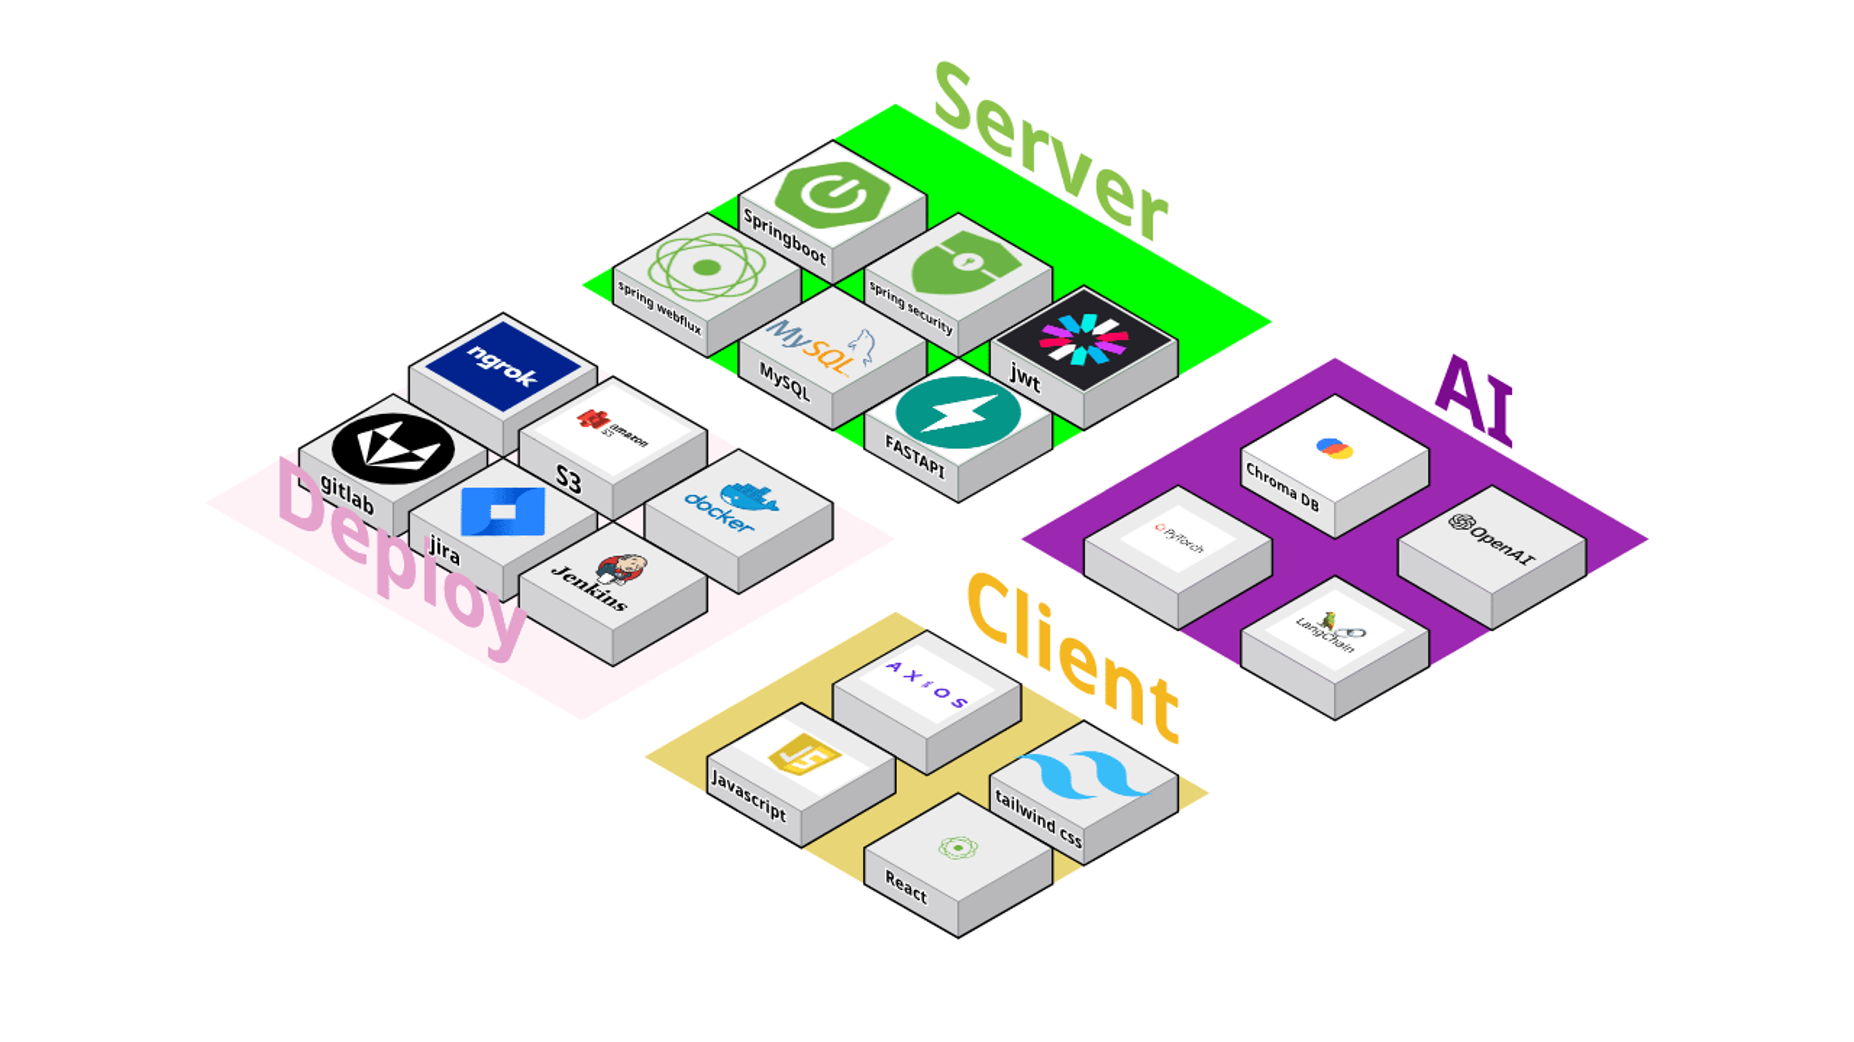 Server
Springboot
spring webflux
spring security
MySQL
MySQL
jwt
FASTAPI
ngrok
gitlab
amazon
S3
S3
jira
docker
Jenkins
Deploy
AI
Chroma DB
PyTorch
OpenAI
LangChain
Client
AXIOS
JS
Javascript
tailwind css
React